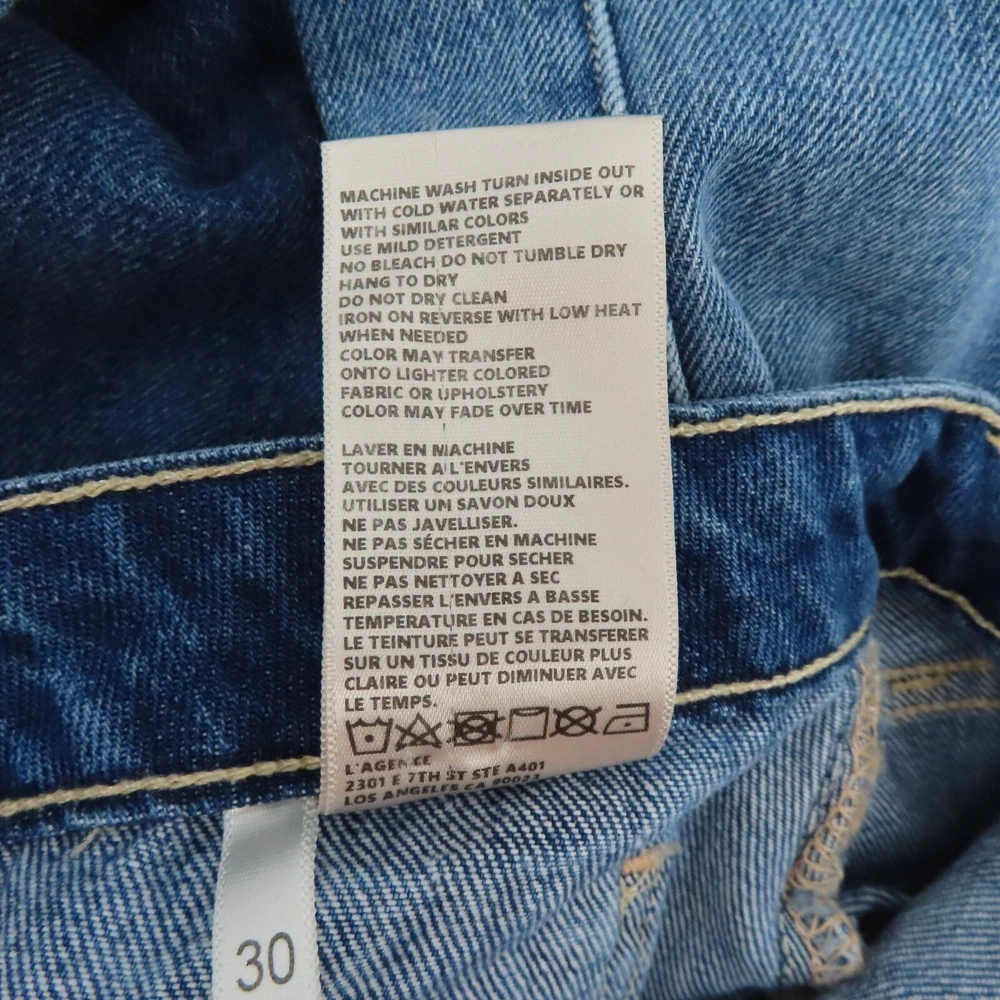 MACHINE WASH TURN INSIDE OUT
WITH COLD WATER SEPARATELY OR
WITH SIMILAR COLORS
USE MILD DETERGENT
NO BLEACH DO NOT TUMBLE DRY
HANG TO DRY
DO NOT DRY CLEAN
IRON ON REVERSE WITH LOW HEAT
WHEN NEEDED
COLOR MAY TRANSFER
ONTO LIGHTER COLORED
FABRIC OR UPHOLSTERY
COLOR MAY FADE OVER TIME
LAVER EN MACHINE
TOURNER A L'ENVERS
AVEC DES COULEURS SIMILAIRES.
UTILISER UN SAVON DOUX
NE PAS JAVELLISER.
NE PAS SÉCHER EN MACHINE
SUSPENDRE POUR SECHER
NE PAS NETTOYER A SEC
REPASSER L'ENVERS A BASSE
TEMPERATURE EN CAS DE BESOIN.
LE TEINTURE PEUT SE TRANSFERER
SUR UN TISSU DE COULEUR PLUS
CLAIRE OU PEUT DIMINUER AVEC
LE TEMPS.
L'AGENCE
2301 E 7TH ST STE A401
LOS ANGELES CA 90023
30